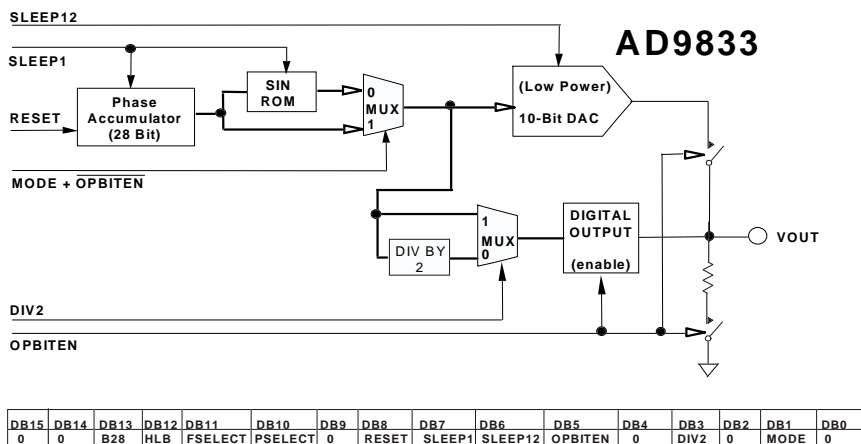 SLEEP12
AD9833
SLEEP1
SIN
ROM
(Low Power)
10-Bit DAC
Phase
Accumulator
(28 Bit)
0
MUX
1
RESET
MODE + OPBITEN
DIGITAL
OUTPUT
(enable)
1
MUX
0
DIV BY
2
VOUT
DIV2
OPBITEN
DB15 DB14 DB13 DB12 DB11 DB10 DB9 DB8 DB7 DB6 DB5 DB4 DB3 DB2 DB1 DB0
0 0 B28 HLB FSELECT PSELECT 0 RESET SLEEP1 SLEEP12 OPBITEN 0 DIV2 0 MODE 0